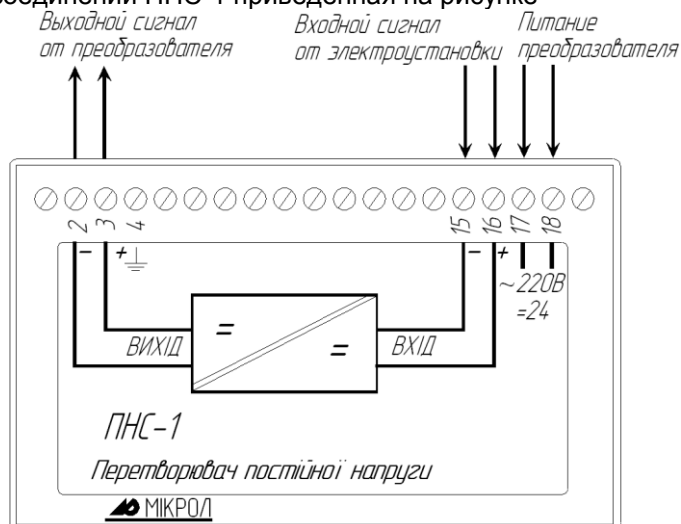 соединений ПНС-1 приведенная на рисунке
Выходной сигнал
от преобразователя
Входной сигнал
от электроустановки
Питание
преобразователя
2 3 4 15 16 17 18
- + - +
~220В
=24
= =
ВИХІД
ВХІД
ПНС-1
Перетворювач постійної напруги
МІКРОЛ